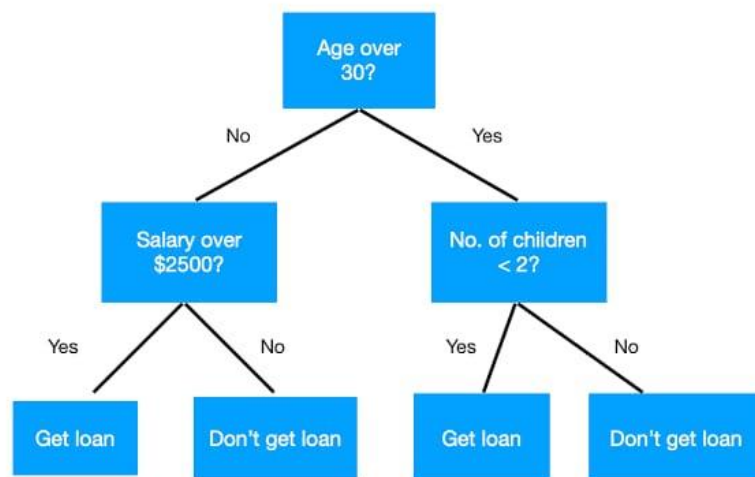 Age over
30?
No
Yes
Salary over
$2500?
No. of children
< 2?
Yes
No
Yes
No
Get loan
Don't get loan
Get loan
Don't get loan